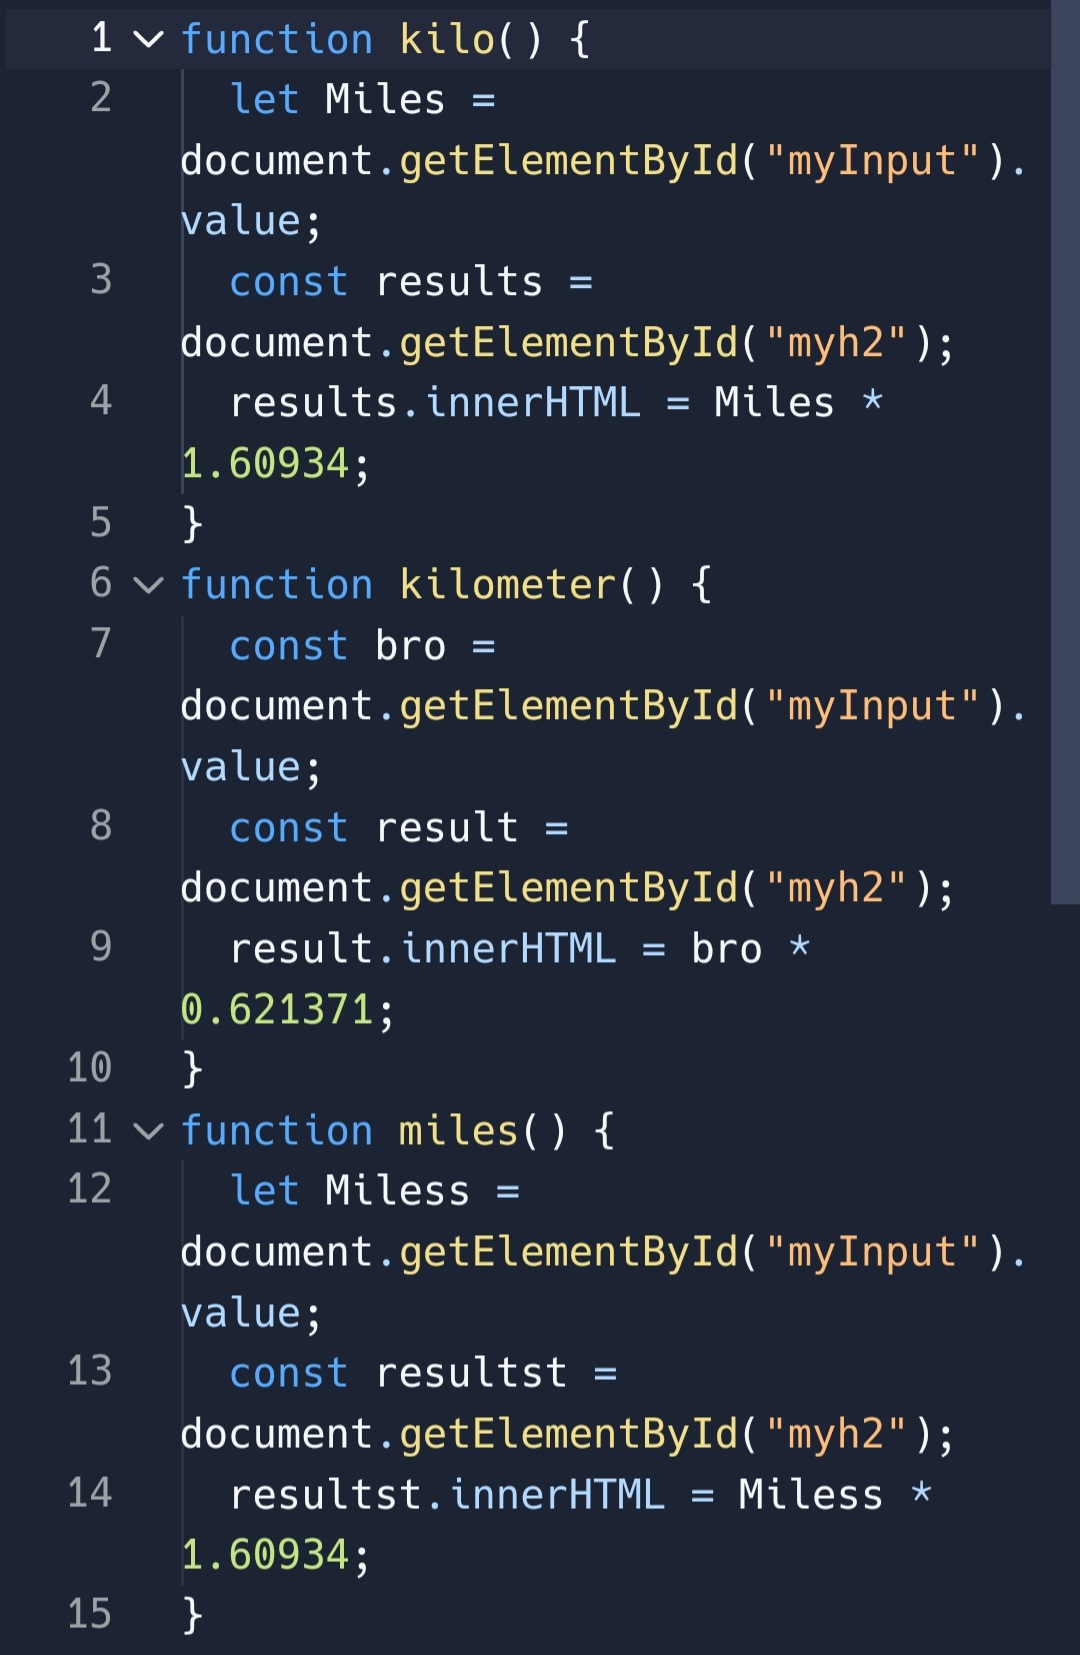 1 function kilo() {
2 let Miles =
document.getElementById("myInput").
value;
3 const results =
document.getElementById("myh2");
4 results.innerHTML = Miles *
1.60934;
5 }
6 function kilometer() {
7 const bro =
document.getElementById("myInput").
value;
8 const result =
document.getElementById("myh2");
9 result.innerHTML = bro *
0.621371;
10 }
11 function miles() {
12 let Miless =
document.getElementById("myInput").
value;
13 const resultst =
document.getElementById("myh2");
14 resultst.innerHTML = Miless *
1.60934;
15 }